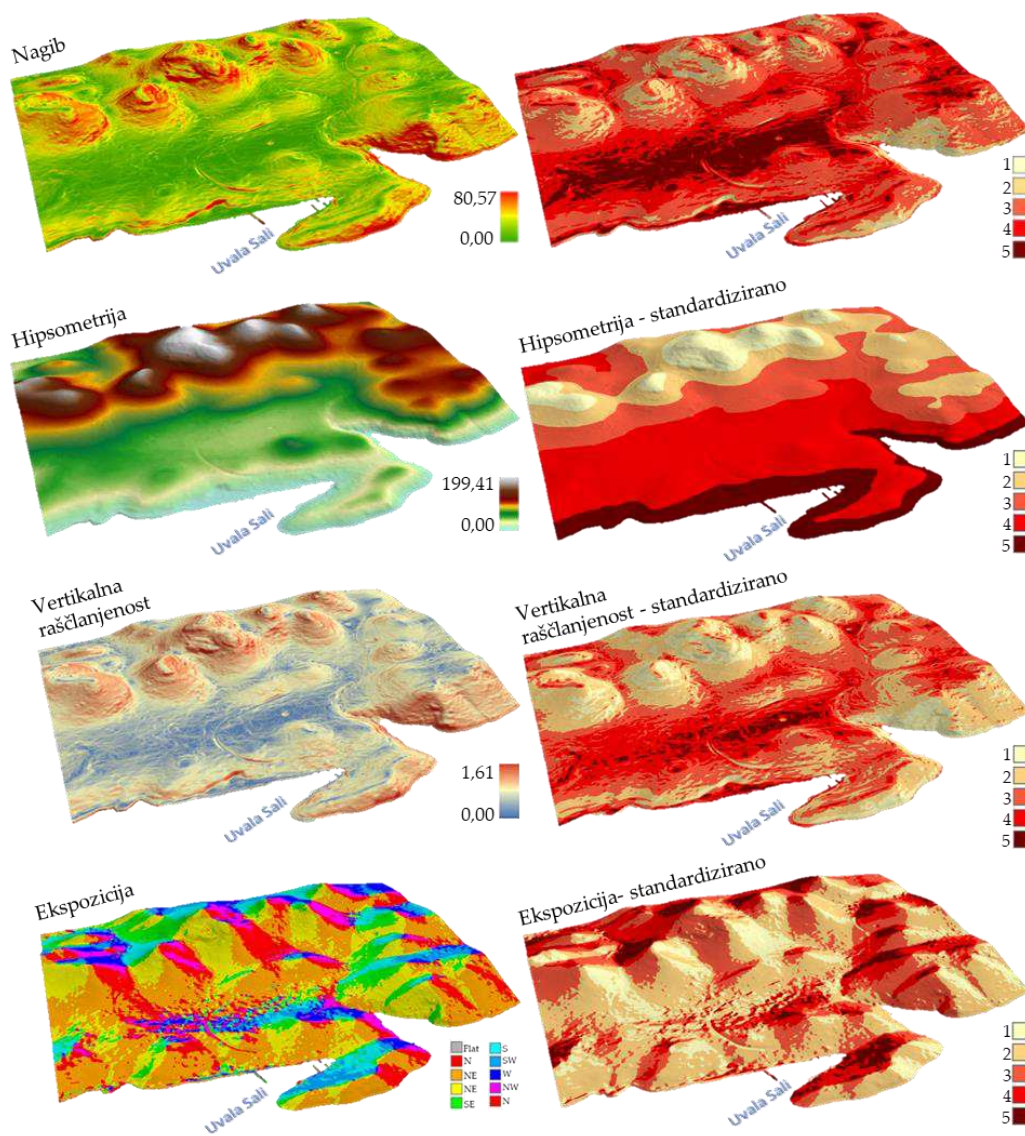 Nagib
80,57
0,00
Uvala Sali
1
2
3
4
5
Uvala Sali
Hipsometrija
199,41
0,00
Uvala Sali
Hipsometrija - standardizirano
1
2
3
4
5
Uvala Sali
Vertikalna
raščlanjenost
1,61
0,00
Uvala Sali
Vertikalna
raščlanjenost - standardizirano
1
2
3
4
5
Uvala Sali
Ekspozicija
Flat
N
NE
NE
SE
S
SW
W
NW
N
Uvala Sali
Ekspozicija- standardizirano
1
2
3
4
5
Uvala Sali